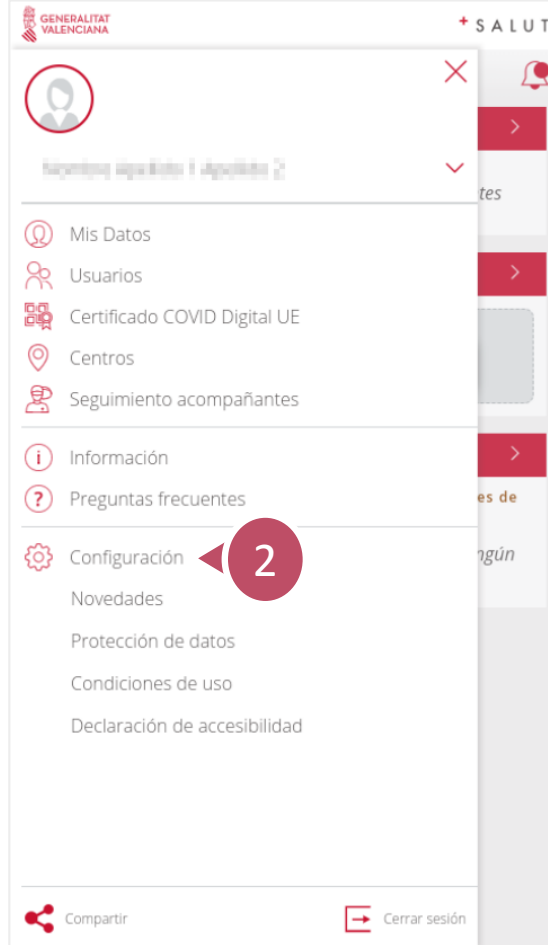 GENERALITAT
VALENCIANA
+ SALUT
tes
Mis Datos
Usuarios
Certificado COVID Digital UE
Centros
Seguimiento acompañantes
i Información
? Preguntas frecuentes
es de
Configuración 2
ngún
Novedades
Protección de datos
Condiciones de uso
Declaración de accesibilidad
Compartir
Cerrar sesión